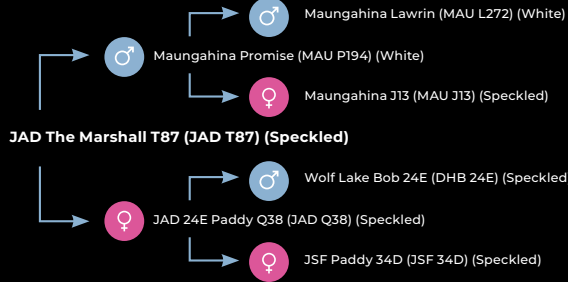 Maungahina Lawrin (MAU L272) (White)
Maungahina Promise (MAU P194) (White)
Maungahina J13 (MAU J13) (Speckled)
JAD The Marshall T87 (JAD T87) (Speckled)
Wolf Lake Bob 24E (DHB 24E) (Speckled
JAD 24E Paddy Q38 (JAD Q38) (Speckled)
JSF Paddy 34D (JSF 34D) (Speckled)